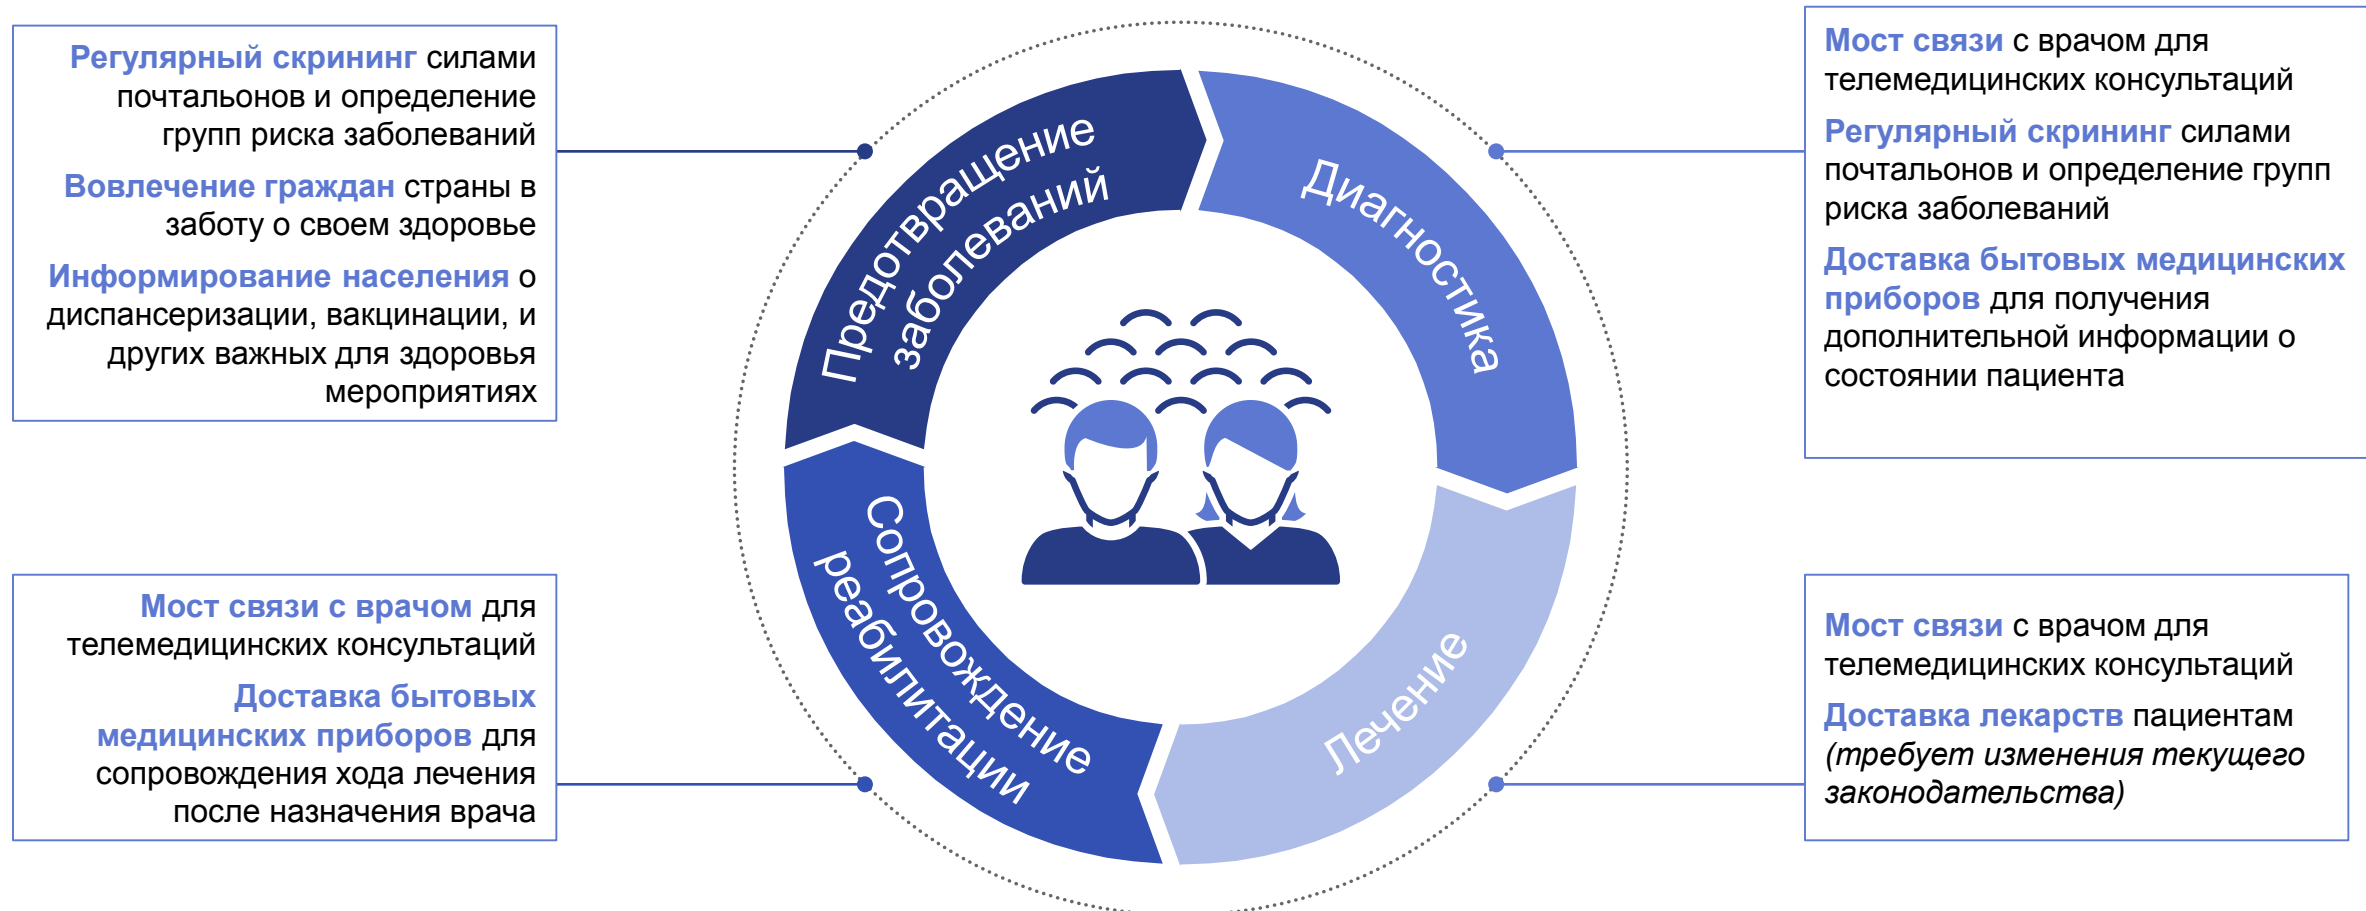 Регулярный скрининг силами
почтальонов и определение
групп риска заболеваний
Вовлечение граждан страны в
заботу о своем здоровье
Информирование населения о
диспансеризации, вакцинации, и
других важных для здоровья
мероприятиях
Предотвращение
заболеваний
Диагностика
Мост связи с врачом для
телемедицинских консультаций
Регулярный скрининг силами
почтальонов и определение групп
риска заболеваний
Доставка бытовых медицинских
приборов для получения
дополнительной информации о
состоянии пациента
Мост связи с врачом для
телемедицинских консультаций
Доставка бытовых
медицинских приборов для
сопровождения хода лечения
после назначения врача
Сопровождение
реабилитации
Лечение
Мост связи с врачом для
телемедицинских консультаций
Доставка лекарств пациентам
(требует изменения текущего
законодательства)